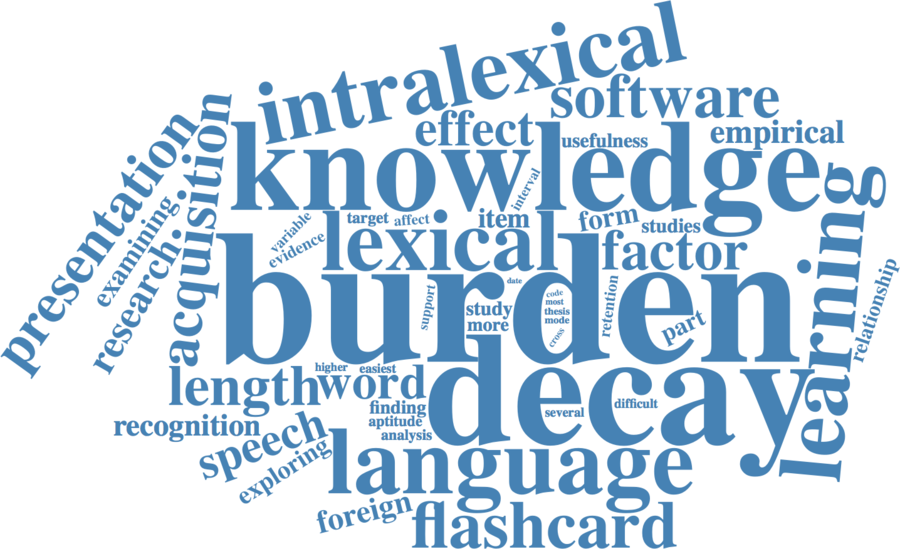 intralexical
software
effect
usefulness
empirical
knowledge
presentation
examining
research
acquisition
interval
variable
evidence
target
affect
item
form
studies
lexical
factor
learning
relationship
burden
date
support
study
more
code
most
thesis
mode
cross
retention
part
length
higher
easiest
word
decay
finding
aptitude
analysis
several
difficult
recognition
speech
exploring
language
foreign
flashcard